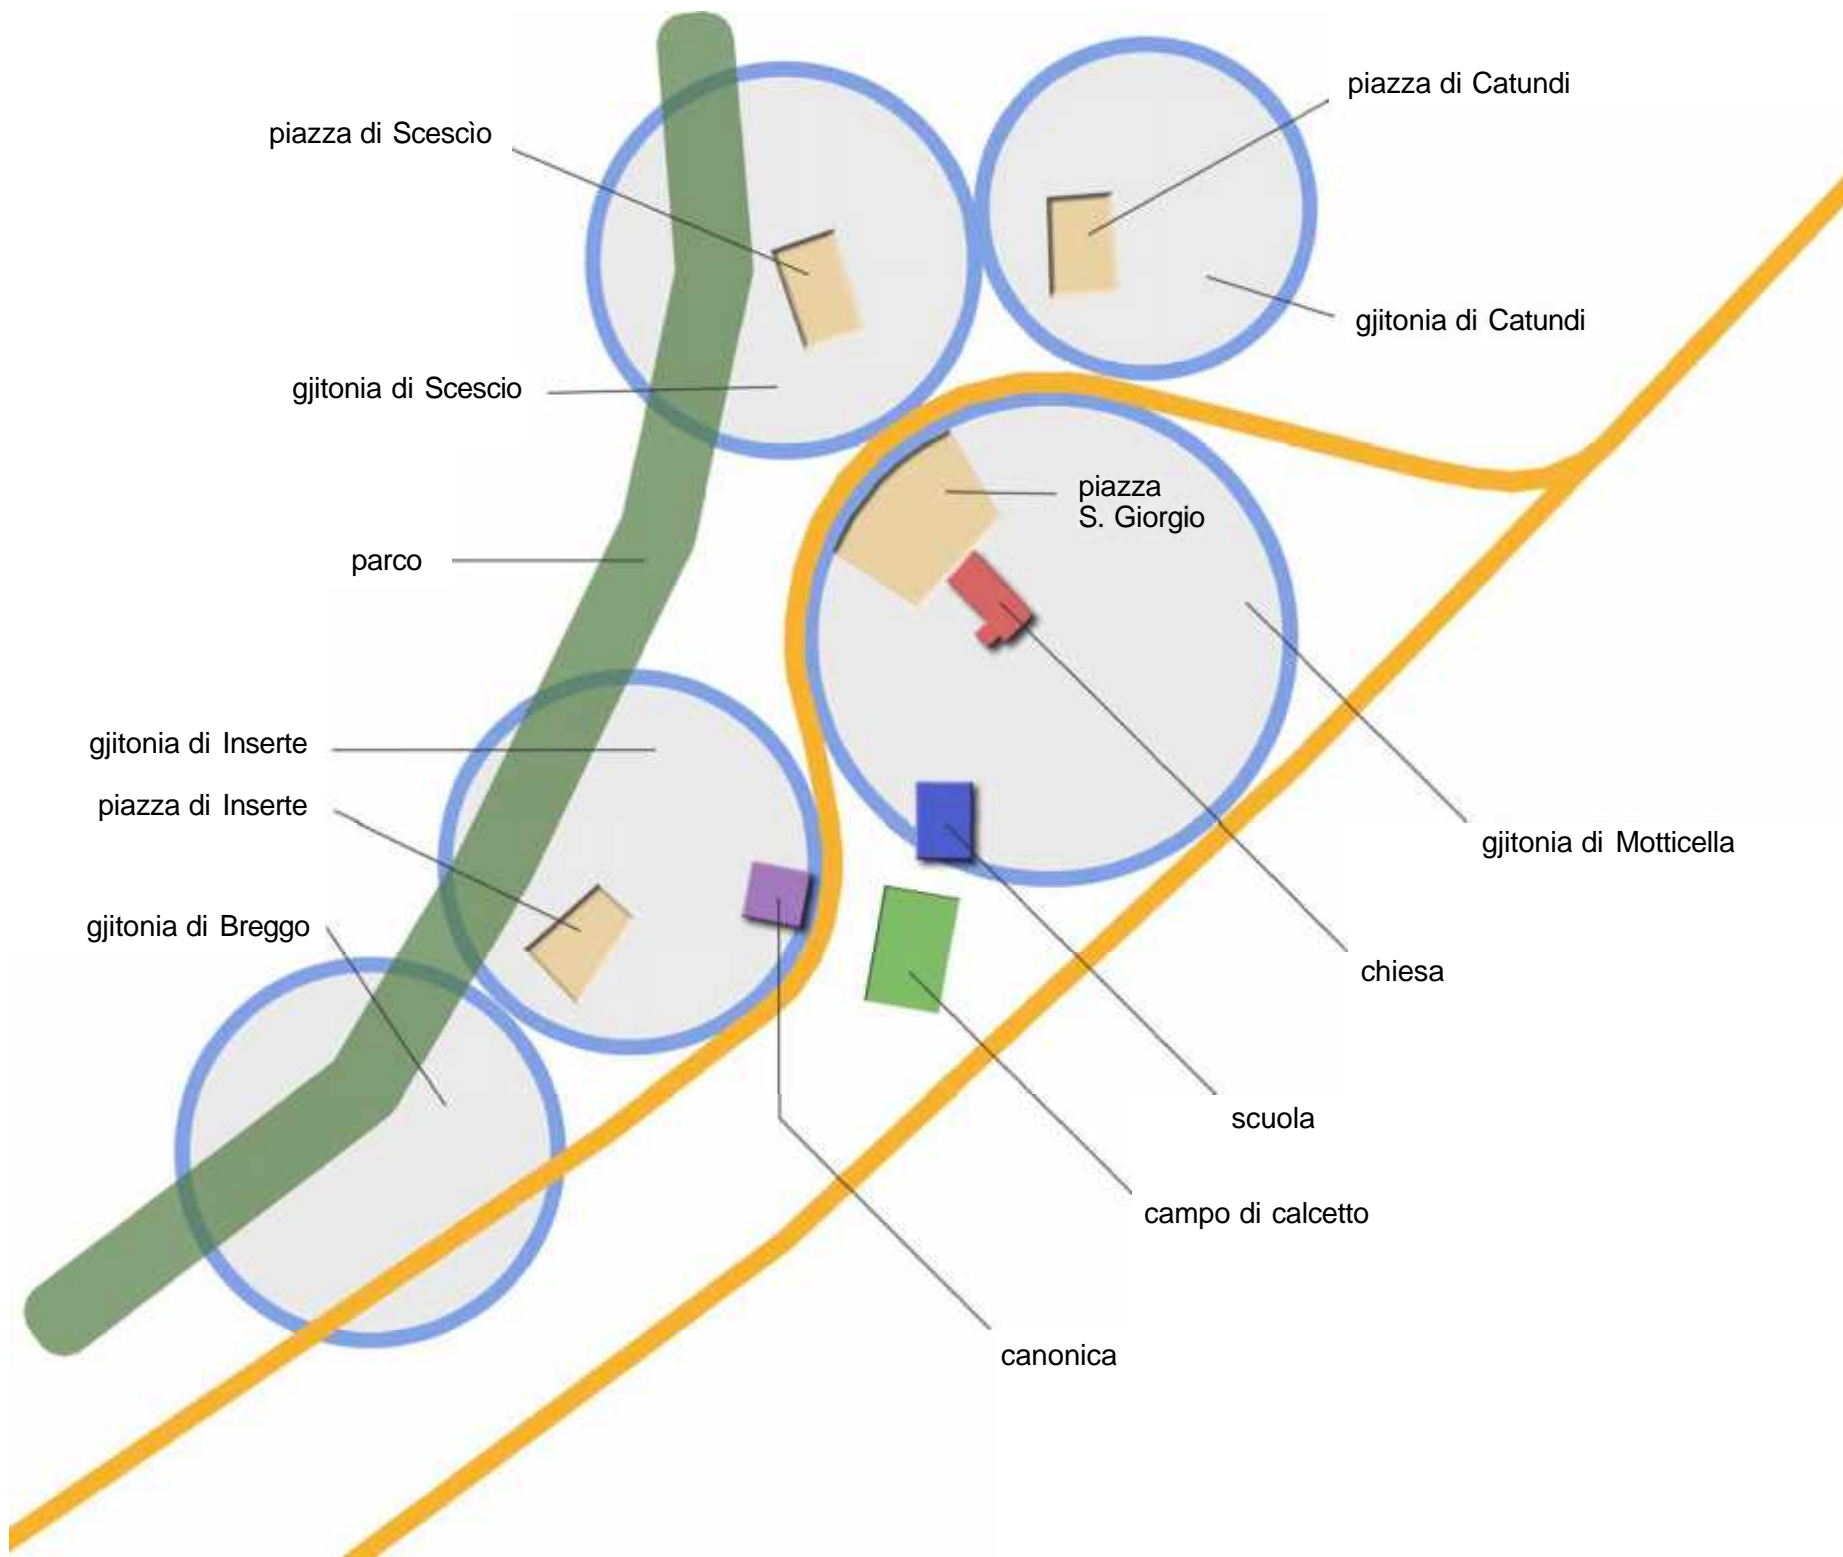 piazza di Catundi
piazza di Scescìo
gjitonia di Catundi
gjitonia di Scescio
piazza
S. Giorgio
parco
gjitonia di Inserte
piazza di Inserte
gjitonia di Motticella
gjitonia di Breggo
chiesa
scuola
campo di calcetto
canonica